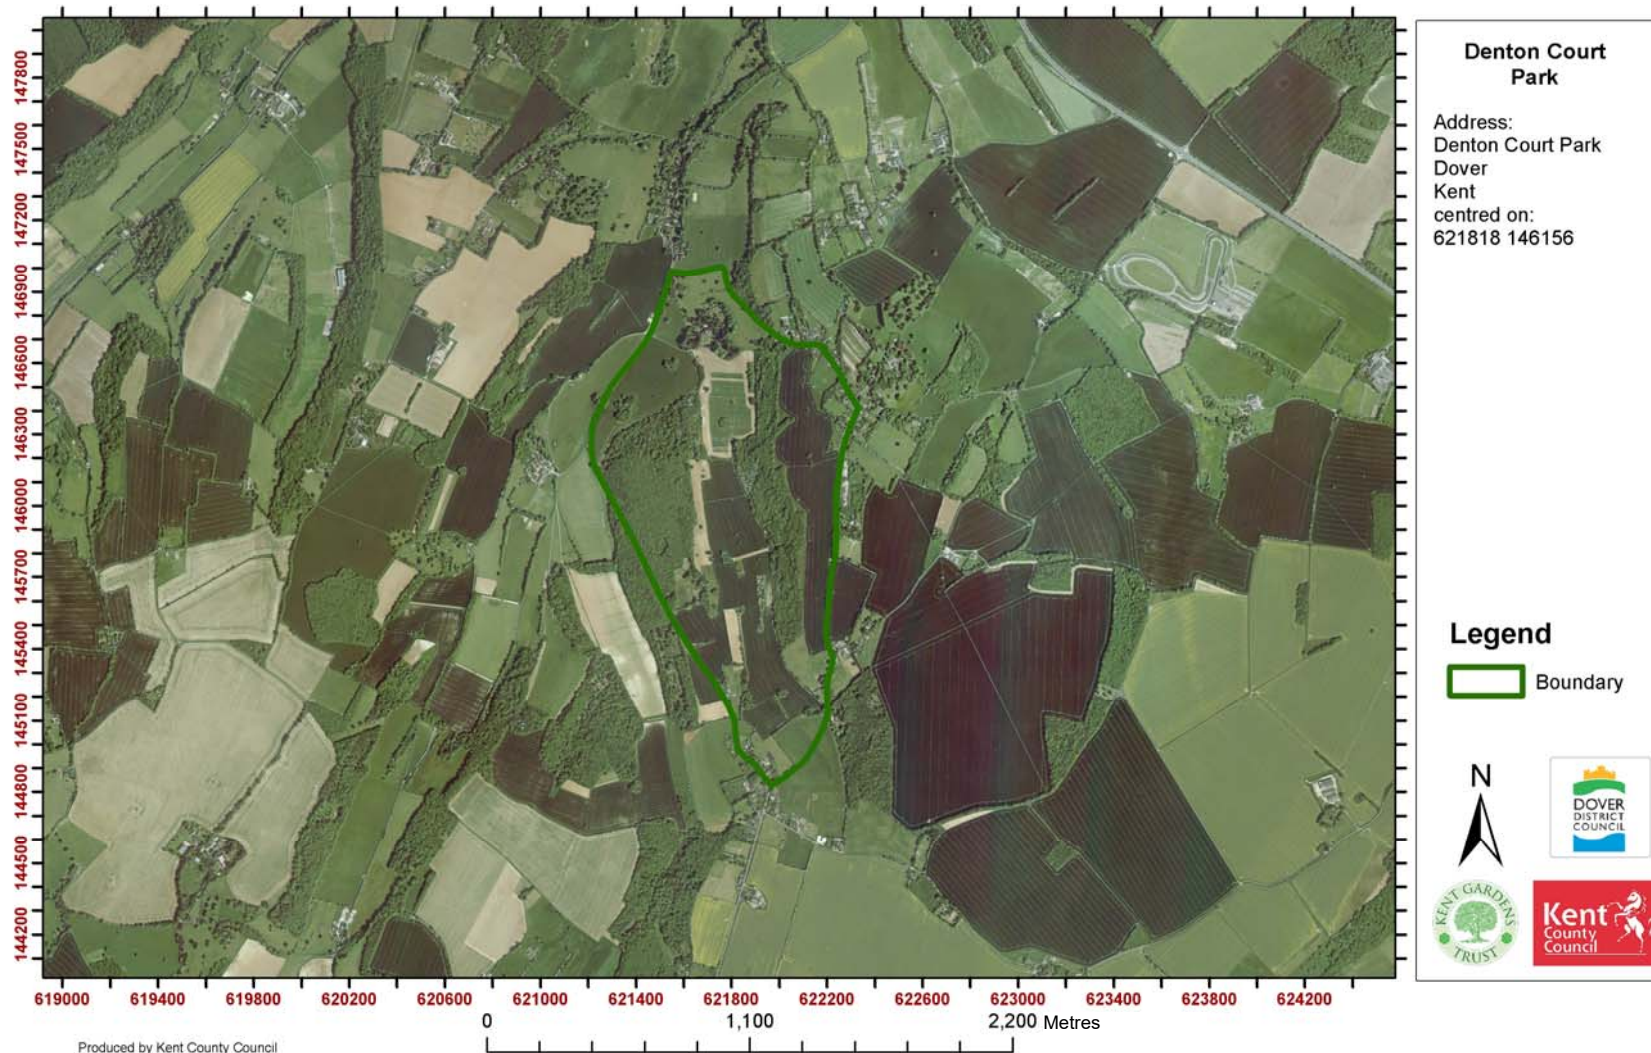 Denton Court
Park
Address:
Denton Court Park
Dover
Kent
centred on:
621818 146156
Legend
Boundary
N
DOVER
DISTRICT
COUNCIL
KENT GARDENS
TRUST
Kent
County
Council
147800
147500
147200
146900
146600
146300
146000
145700
145400
145100
144800
144500
144200
619000 619400 619800 620200 620600 621000 621400 621800 622200 622600 623000 623400 623800 624200
0 1,100 2,200 Metres
Produced by Kent County Council